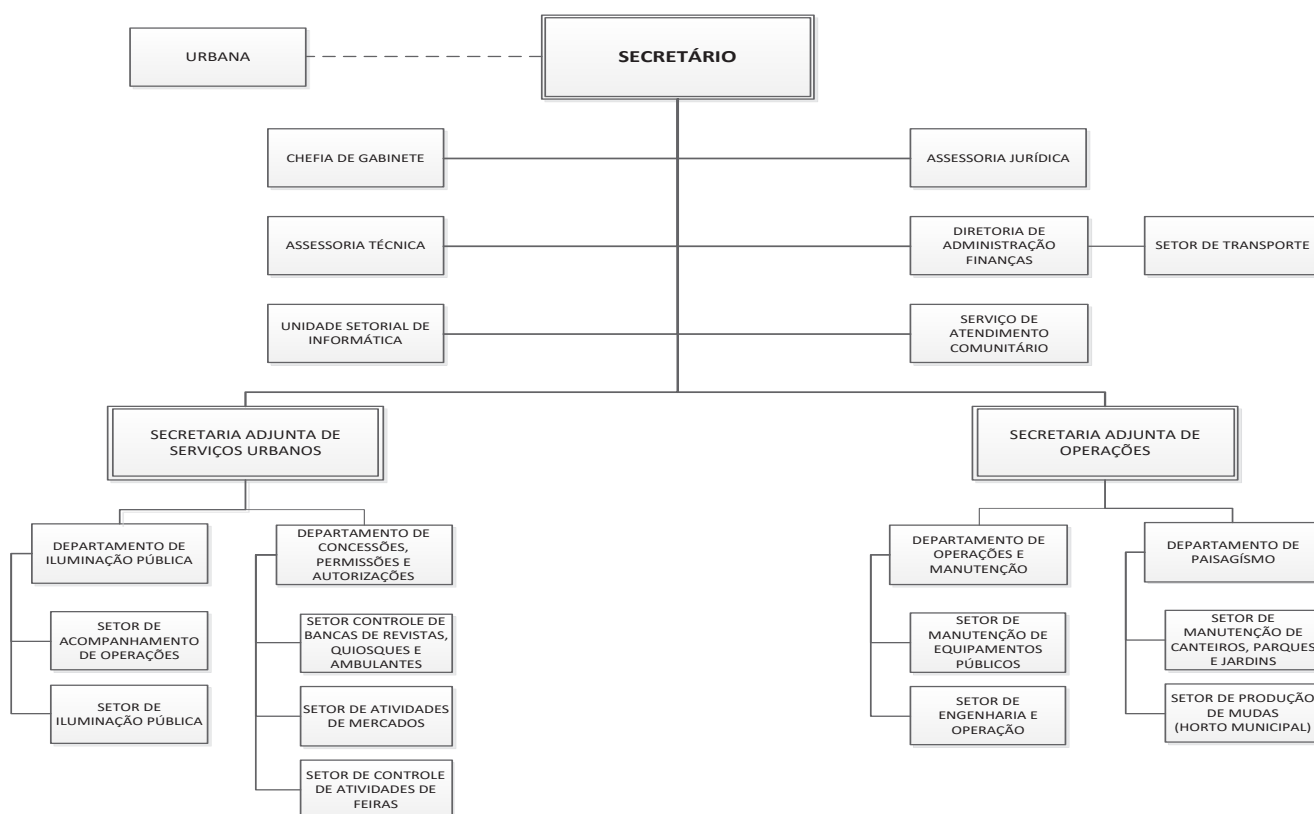 URBANA
SECRETÁRIO
CHEFIA DE GABINETE
ASSESSORIA JURÍDICA
ASSESSORIA TÉCNICA
DIRETORIA DE
ADMINISTRAÇÃO
FINANÇAS
SETOR DE TRANSPORTE
UNIDADE SETORIAL DE
INFORMÁTICA
SERVIÇO DE
ATENDIMENTO
COMUNITÁRIO
SECRETARIA ADJUNTA DE
SERVIÇOS URBANOS
SECRETARIA ADJUNTA DE
OPERAÇÕES
DEPARTAMENTO DE
ILUMINAÇÃO PÚBLICA
DEPARTAMENTO DE
CONCESSÕES,
PERMISSÕES E
AUTORIZAÇÕES
DEPARTAMENTO DE
OPERAÇÕES E
MANUTENÇÃO
DEPARTAMENTO DE
PAISAGÍSMO
SETOR DE
ACOMPANHAMENTO
DE OPERAÇÕES
SETOR CONTROLE DE
BANCAS DE REVISTAS,
QUIOSQUES E
AMBULANTES
SETOR DE
MANUTENÇÃO DE
EQUIPAMENTOS
PÚBLICOS
SETOR DE
MANUTENÇÃO DE
CANTEIROS, PARQUES
E JARDINS
SETOR DE
ILUMINAÇÃO PÚBLICA
SETOR DE ATIVIDADES
DE MERCADOS
SETOR DE
ENGENHARIA E
OPERAÇÃO
SETOR DE PRODUÇÃO
DE MUDAS
(HORTO MUNICIPAL)
SETOR DE CONTROLE
DE ATIVIDADES DE
FEIRAS